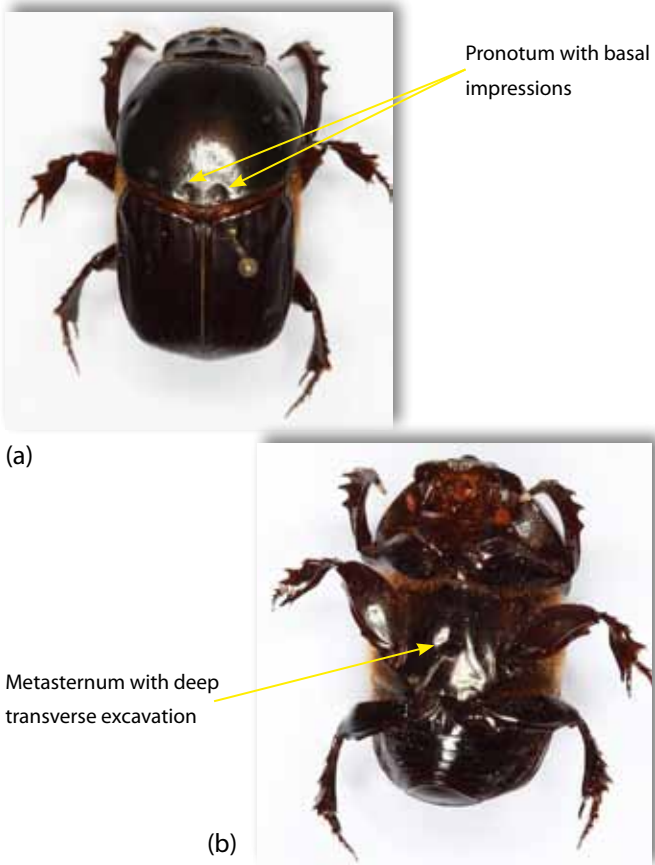 Pronotum with basal
impressions
(a)
Metasternum with deep
transverse excavation
(b)